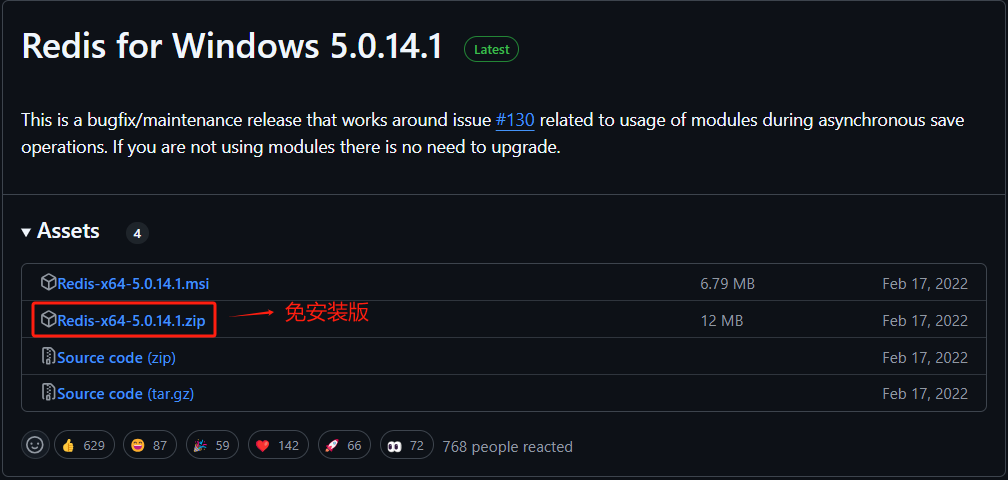 Redis for Windows 5.0.14.1 Latest
This is a bugfix/maintenance release that works around issue #130 related to usage of modules during asynchronous save
operations. If you are not using modules there is no need to upgrade.
Assets 4
Redis-x64-5.0.14.1.msi 6.79 MB Feb 17, 2022
Redis-x64-5.0.14.1.zip 免安装版 12 MB Feb 17, 2022
Source code (zip) Feb 17, 2022
Source code (tar.gz) Feb 17, 2022
629 87 59 142 66 72 768 people reacted